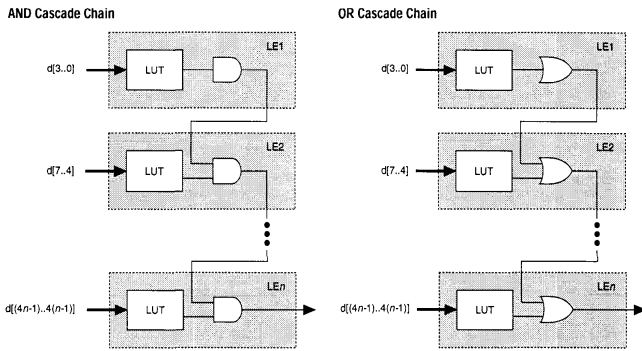 AND Cascade Chain
OR Cascade Chain
LE1
d[3..0]
LUT
LE2
d[7..4]
LUT
LEn
d[(4n-1)..4(n-1)]
LUT
LE1
d[3..0]
LUT
LE2
d[7..4]
LUT
LEn
d[(4n-1)..4(n-1)]
LUT